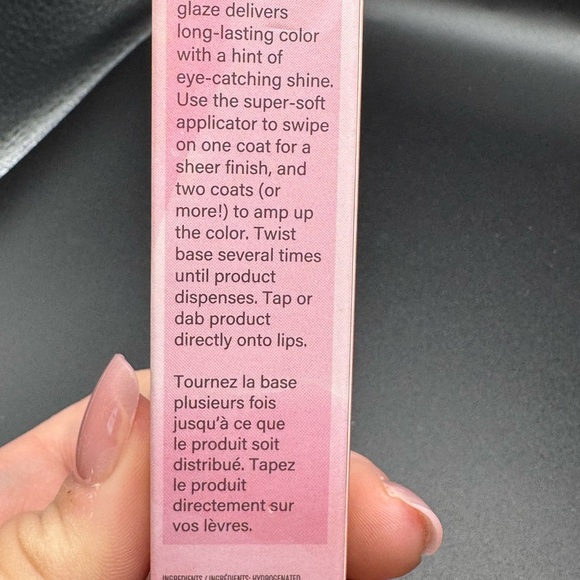 glaze delivers
long-lasting color
with a hint of
eye-catching shine.
Use the super-soft
applicator to swipe
on one coat for a
sheer finish, and
two coats (or
more!) to amp up
the color. Twist
base several times
until product
dispenses. Tap or
dab product
directly onto lips.
Tournez la base
plusieurs fois
jusqu'à ce que
le produit soit
distribué. Tapez
le produit
directement sur
vos lèvres.
INGREDIENTS / INGRÉDIENTS: HYDROGENATED